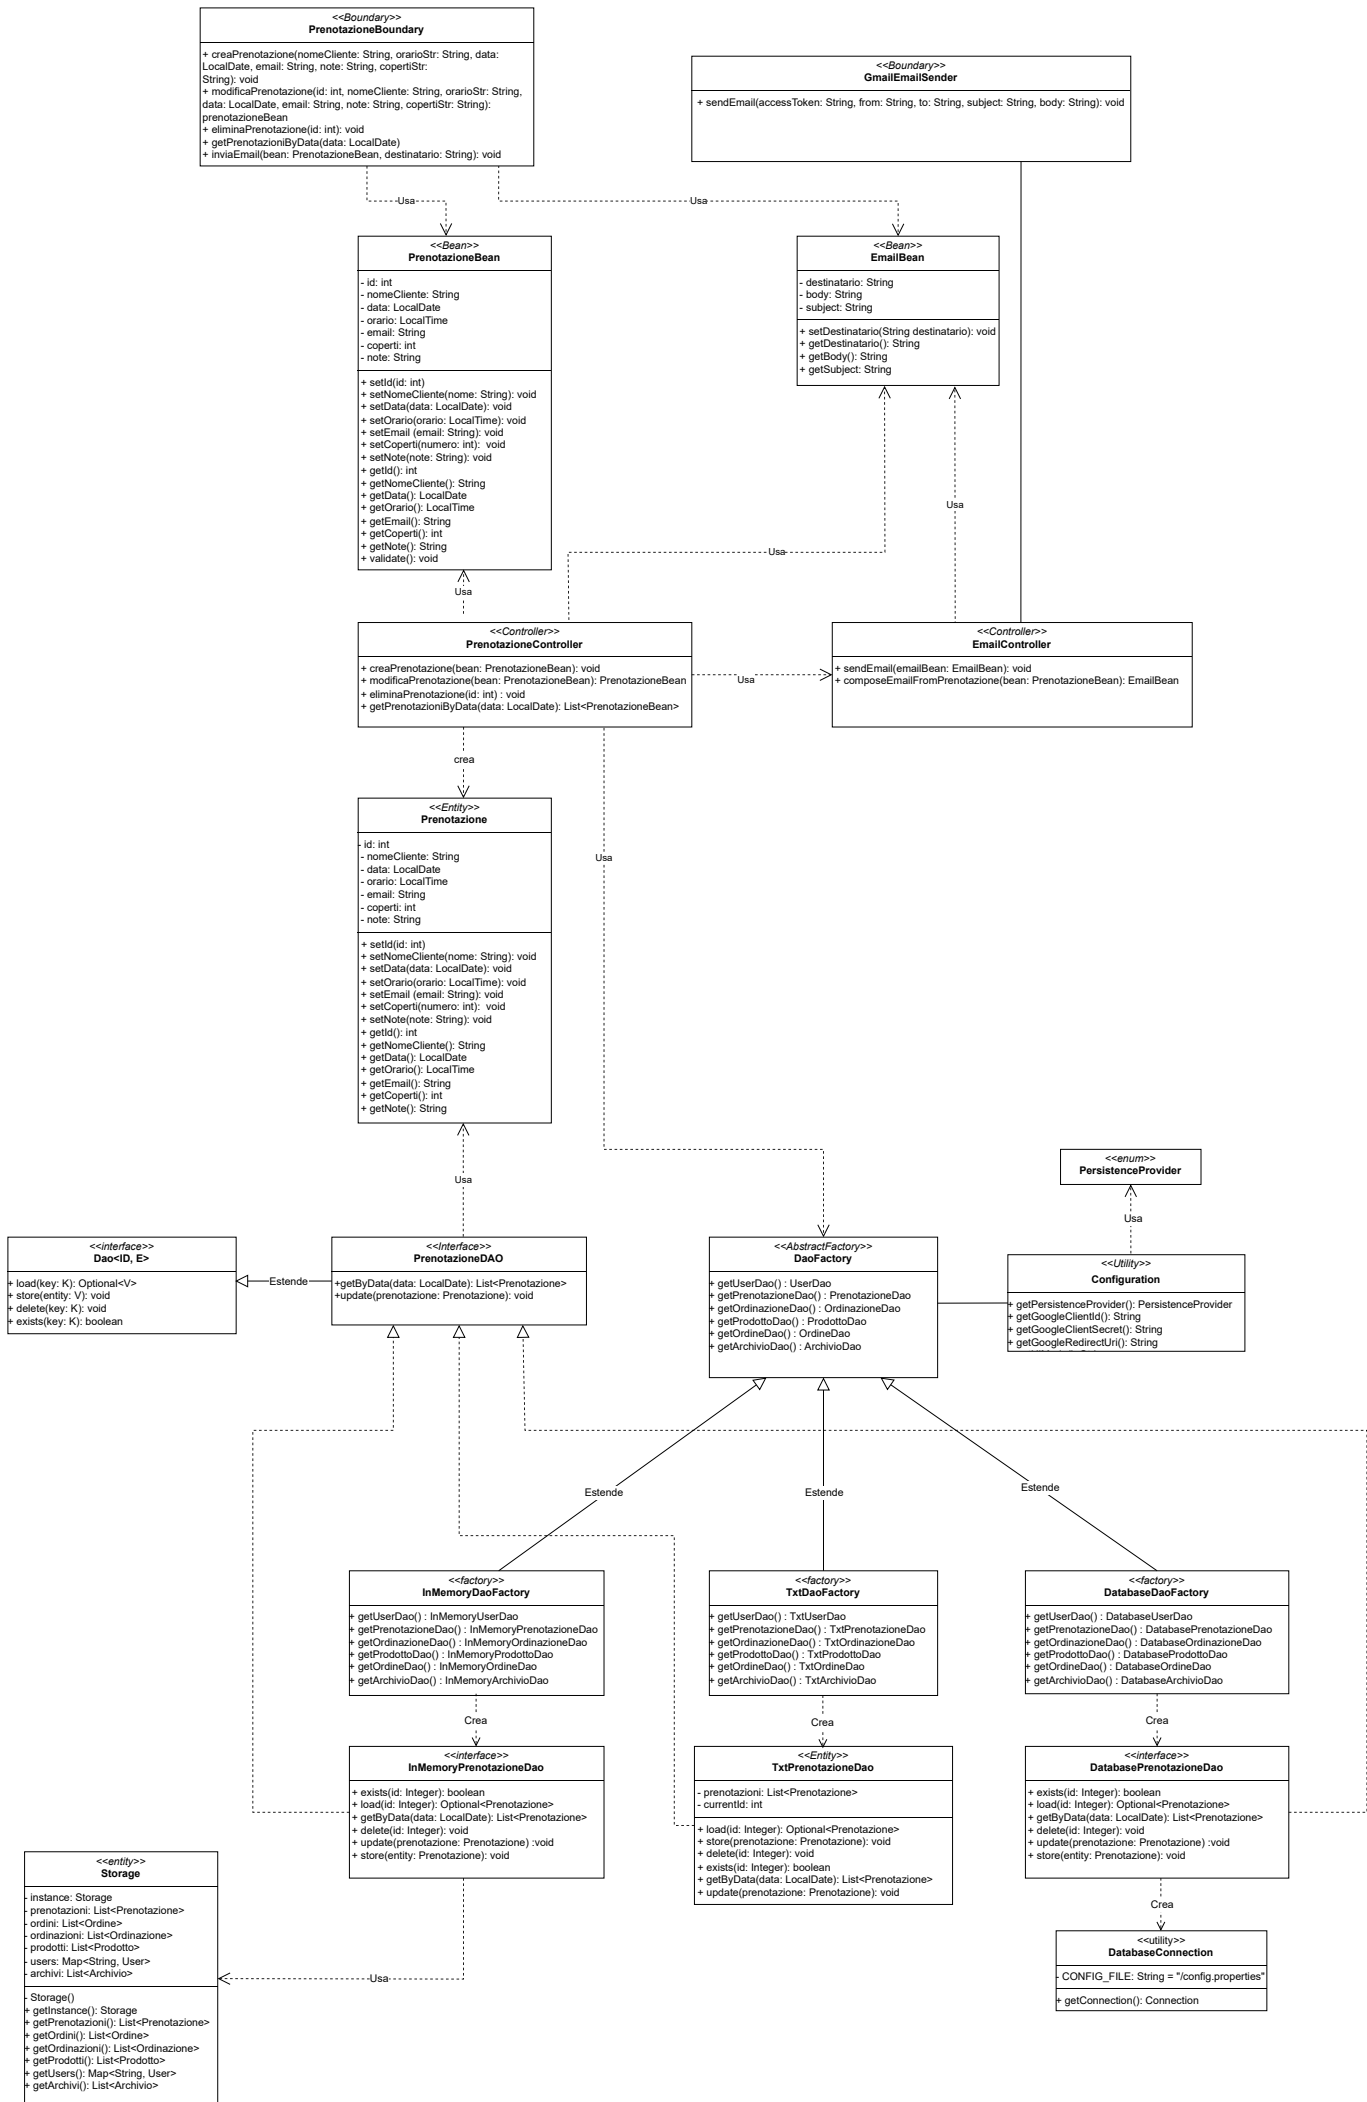 <<Boundary>>
PrenotazioneBoundary
+ creaPrenotazione(nomeCliente: String, orarioStr: String, data:
LocalDate, email: String, note: String, copertiStr:
String): void
+ modificaPrenotazione(id: int, nomeCliente: String, orarioStr: String,
data: LocalDate, email: String, note: String, copertiStr: String):
prenotazioneBean
+ eliminaPrenotazione(id: int): void
+ getPrenotazioniByData(data: LocalDate)
+ inviaEmail(bean: PrenotazioneBean, destinatario: String): void
<<Boundary>>
GmailEmailSender
+ sendEmail(accessToken: String, from: String, to: String, subject: String, body: String): void
Usa
Usa
<<Bean>>
PrenotazioneBean
- id: int
- nomeCliente: String
- data: LocalDate
- orario: LocalTime
- email: String
- coperti: int
- note: String
+ setId(id: int)
+ setNomeCliente(nome: String): void
+ setData(data: LocalDate): void
+ setOrario(orario: LocalTime): void
+ setEmail (email: String): void
+ setCoperti(numero: int):  void
+ setNote(note: String): void
+ getId(): int
+ getNomeCliente(): String
+ getData(): LocalDate
+ getOrario(): LocalTime
+ getEmail(): String
+ getCoperti(): int
+ getNote(): String
+ validate(): void
<<Bean>>
EmailBean
- destinatario: String
- body: String
- subject: String
+ setDestinatario(String destinatario): void
+ getDestinatario(): String
+ getBody(): String
+ getSubject: String
Usa
Usa
Usa
<<Controller>>
PrenotazioneController
+ creaPrenotazione(bean: PrenotazioneBean): void
+ modificaPrenotazione(bean: PrenotazioneBean): PrenotazioneBean
+ eliminaPrenotazione(id: int) : void
+ getPrenotazioniByData(data: LocalDate): List<PrenotazioneBean>
Usa
<<Controller>>
EmailController
+ sendEmail(emailBean: EmailBean): void
+ composeEmailFromPrenotazione(bean: PrenotazioneBean): EmailBean
crea
Usa
<<Entity>>
Prenotazione
- id: int
- nomeCliente: String
- data: LocalDate
- orario: LocalTime
- email: String
- coperti: int
- note: String
+ setId(id: int)
+ setNomeCliente(nome: String): void
+ setData(data: LocalDate): void
+ setOrario(orario: LocalTime): void
+ setEmail (email: String): void
+ setCoperti(numero: int):  void
+ setNote(note: String): void
+ getId(): int
+ getNomeCliente(): String
+ getData(): LocalDate
+ getOrario(): LocalTime
+ getEmail(): String
+ getCoperti(): int
+ getNote(): String
Usa
<<enum>>
PersistenceProvider
Usa
<<interface>>
Dao<ID, E>
+ load(key: K): Optional<V>
+ store(entity: V): void
+ delete(key: K): void
+ exists(key: K): boolean
Estende
<<Interface>>
PrenotazioneDAO
+getByData(data: LocalDate): List<Prenotazione>
+update(prenotazione: Prenotazione): void
<<AbstractFactory>>
DaoFactory
+ getUserDao() : UserDao
+ getPrenotazioneDao() : PrenotazioneDao
+ getOrdinazioneDao() : OrdinazioneDao
+ getProdottoDao() : ProdottoDao
+ getOrdineDao() : OrdineDao
+ getArchivioDao() : ArchivioDao
<<Utility>>
Configuration
+ getPersistenceProvider(): PersistenceProvider
+ getGoogleClientId(): String
+ getGoogleClientSecret(): String
+ getGoogleRedirectUri(): String
Estende
Estende
Estende
<<factory>>
InMemoryDaoFactory
+ getUserDao() : InMemoryUserDao
+ getPrenotazioneDao() : InMemoryPrenotazioneDao
+ getOrdinazioneDao() : InMemoryOrdinazioneDao
+ getProdottoDao() : InMemoryProdottoDao
+ getOrdineDao() : InMemoryOrdineDao
+ getArchivioDao() : InMemoryArchivioDao
<<factory>>
TxtDaoFactory
+ getUserDao() : TxtUserDao
+ getPrenotazioneDao() : TxtPrenotazioneDao
+ getOrdinazioneDao() : TxtOrdinazioneDao
+ getProdottoDao() : TxtProdottoDao
+ getOrdineDao() : TxtOrdineDao
+ getArchivioDao() : TxtArchivioDao
<<factory>>
DatabaseDaoFactory
+ getUserDao() : DatabaseUserDao
+ getPrenotazioneDao() : DatabasePrenotazioneDao
+ getOrdinazioneDao() : DatabaseOrdinazioneDao
+ getProdottoDao() : DatabaseProdottoDao
+ getOrdineDao() : DatabaseOrdineDao
+ getArchivioDao() : DatabaseArchivioDao
Crea
Crea
Crea
<<interface>>
InMemoryPrenotazioneDao
+ exists(id: Integer): boolean
+ load(id: Integer): Optional<Prenotazione>
+ getByData(data: LocalDate): List<Prenotazione>
+ delete(id: Integer): void
+ update(prenotazione: Prenotazione) :void
+ store(entity: Prenotazione): void
<<Entity>>
TxtPrenotazioneDao
- prenotazioni: List<Prenotazione>
- currentId: int
+ load(id: Integer): Optional<Prenotazione>
+ store(prenotazione: Prenotazione): void
+ delete(id: Integer): void
+ exists(id: Integer): boolean
+ getByData(data: LocalDate): List<Prenotazione>
+ update(prenotazione: Prenotazione): void
<<interface>>
DatabasePrenotazioneDao
+ exists(id: Integer): boolean
+ load(id: Integer): Optional<Prenotazione>
+ getByData(data: LocalDate): List<Prenotazione>
+ delete(id: Integer): void
+ update(prenotazione: Prenotazione) :void
+ store(entity: Prenotazione): void
<<entity>>
Storage
- instance: Storage
- prenotazioni: List<Prenotazione>
- ordini: List<Ordine>
- ordinazioni: List<Ordinazione>
- prodotti: List<Prodotto>
- users: Map<String, User>
- archivi: List<Archivio>
- Storage()
+ getInstance(): Storage
+ getPrenotazioni(): List<Prenotazione>
+ getOrdini(): List<Ordine>
+ getOrdinazioni(): List<Ordinazione>
+ getProdotti(): List<Prodotto>
+ getUsers(): Map<String, User>
+ getArchivi(): List<Archivio>
Usa
Crea
<<utility>>
DatabaseConnection
- CONFIG_FILE: String = "/config.properties"
+ getConnection(): Connection